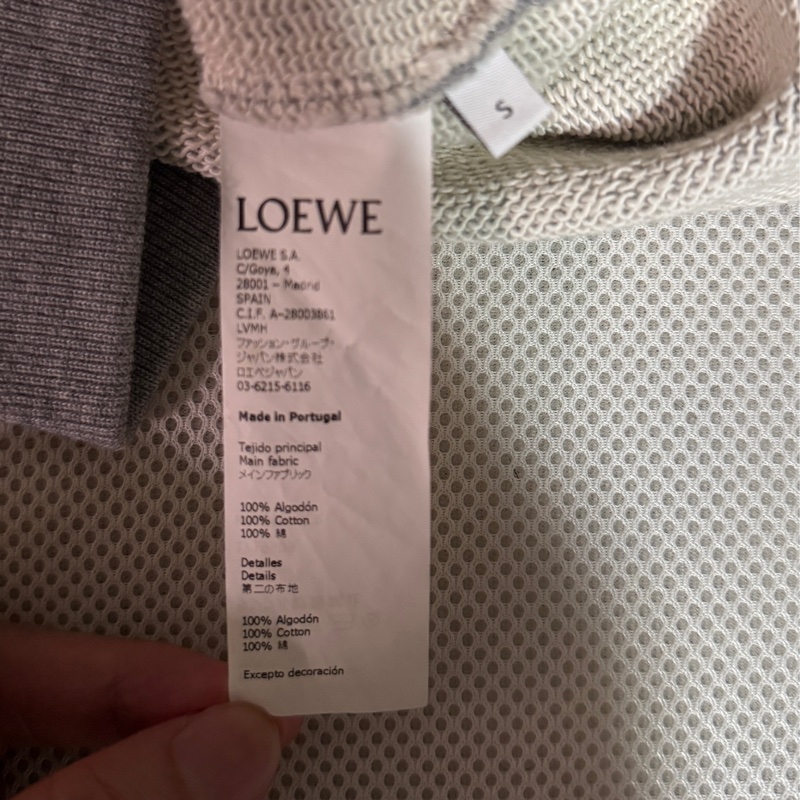 S
LOEWE
LOEWE S.A.
C/Goya, 4
28001 – Madrid
SPAIN
C.I.F. A–28003861
LVMH
ファッション・グループ・
ジャパン株式会社
ロエベジャパン
03-6215-6116
Made in Portugal
Tejido principal
Main fabric
メインファブリック
100% Algodón
100% Cotton
100% 綿
Detalles
Details
第二の布地
100% Algodón
100% Cotton
100% 綿
Excepto decoración